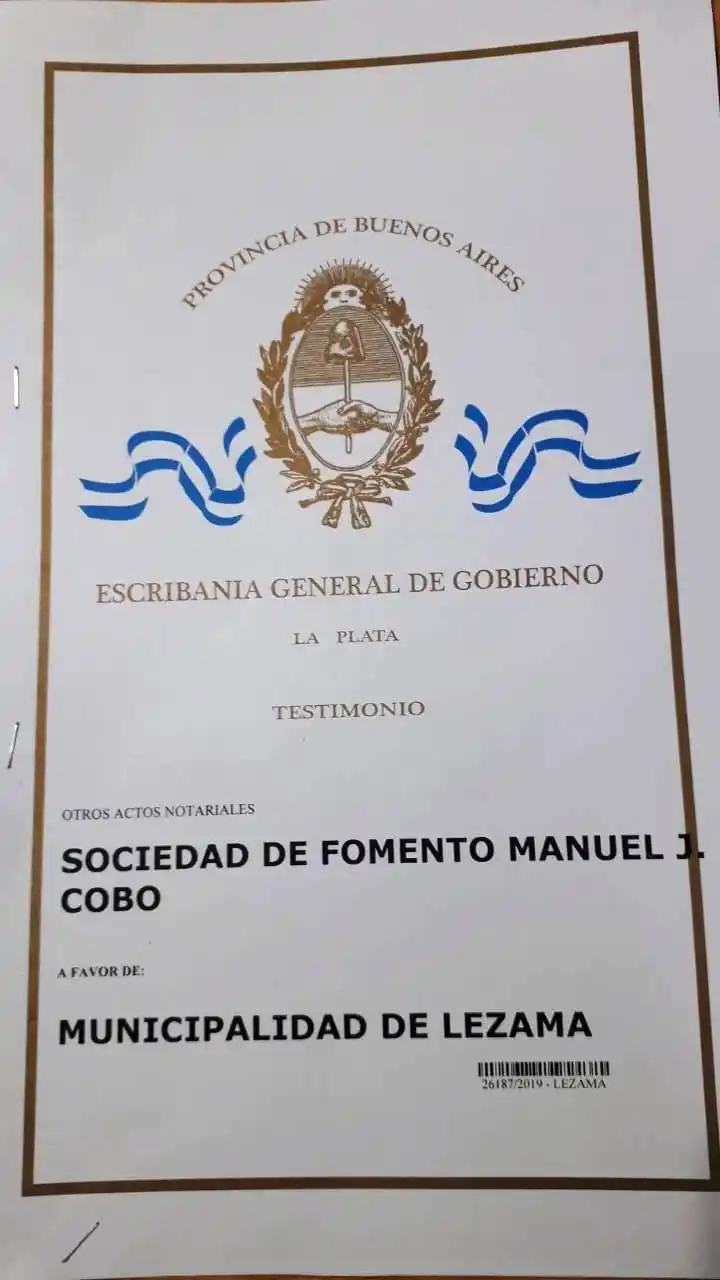 PROVINCIA DE BUENOS AIRES
ESCRIBANIA GENERAL DE GOBIERNO
LA PLATA
TESTIMONIO
OTROS ACTOS NOTARIALES
SOCIEDAD DE FOMENTO MANUEL J.
COBO
A FAVOR DE:
MUNICIPALIDAD DE LEZAMA
26187/2019 - LEZAMA